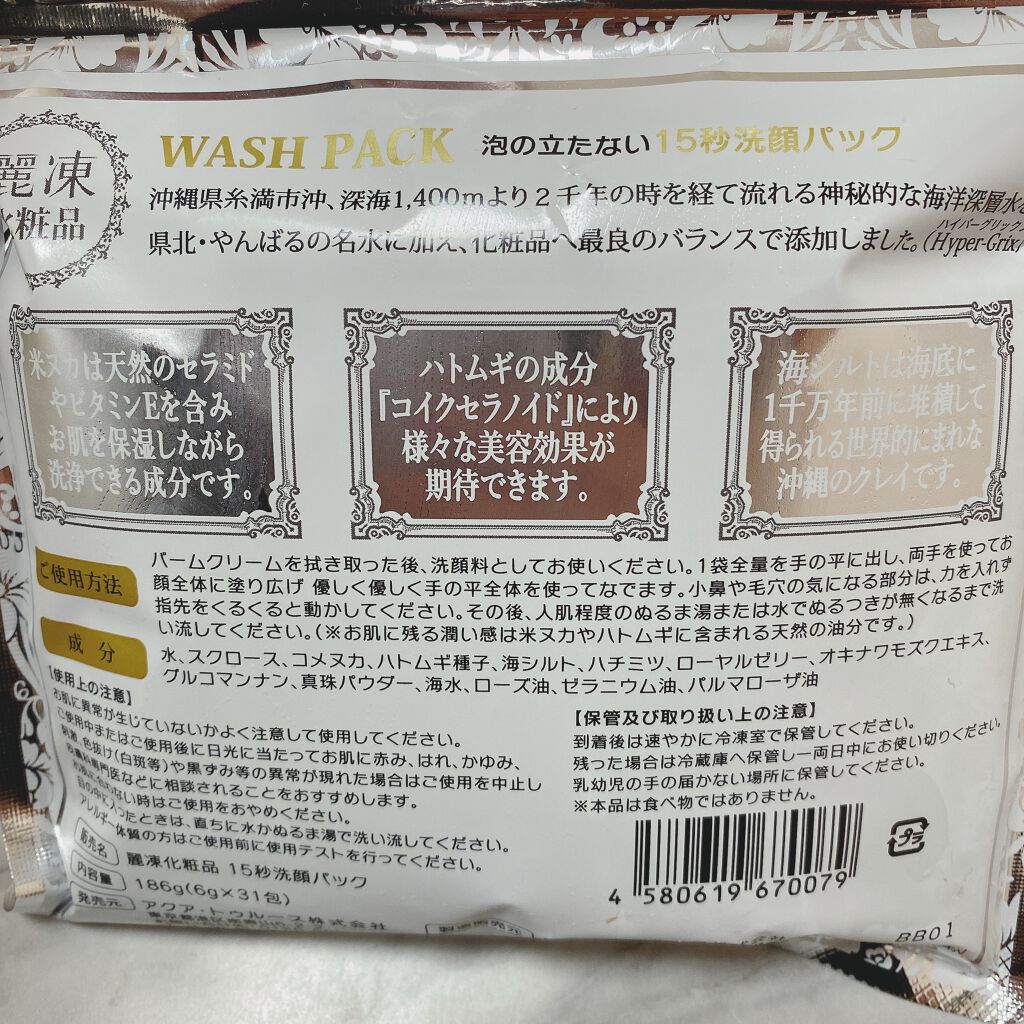 麗凍
化粧品
WASH PACK 泡の立たない15秒洗顔パック
沖縄県糸満市沖、深海1,400mより2千年の時を経て流れる神秘的な海洋深層水を
県北・やんばるの名水に加え、化粧品へ最良のバランスで添加しました。(Hyper-Grix/
ハイパーグリックス
米ヌカは天然のセラミド
やビタミンEを含み
お肌を保湿しながら
洗浄できる成分です。
ハトムギの成分
『コイクセラノイド』により
様々な美容効果が
期待できます。
海シルトは海底に
1千万年前に堆積して
得られる世界的にまれな
沖縄のクレイです。
ご使用方法
バームクリームを拭き取った後、洗顔料としてお使いください。1袋全量を手の平に出し、両手を使ってお
顔全体に塗り広げ 優しく優しく手の平全体を使ってなでます。小鼻や毛穴の気になる部分は、力を入れず
指先をくるくると動かしてください。その後、人肌程度のぬるま湯または水でぬるつきが無くなるまで洗
い流してください。(※お肌に残る潤い感は米ヌカやハトムギに含まれる天然の油分です。)
成分
水、スクロース、コメヌカ、ハトムギ種子、海シルト、ハチミツ、ローヤルゼリー、オキナワモズクエキス、
グルコマンナン、真珠パウダー、海水、ローズ油、ゼラニウム油、パルマローザ油
【使用上の注意】
お肌に異常が生じていないかよく注意して使用してください。
ご使用中またはご使用後に日光に当たってお肌に赤み、はれ、かゆみ、
刺激、色抜け(白斑等)や黒ずみ等の異常が現れた場合はご使用を中止し
皮膚科専門医などに相談されることをおすすめします。
お肌に合わない時はご使用をおやめください。
目の中に入ったときは、直ちに水かぬるま湯で洗い流してください。
アレルギー体質の方はご使用前に使用テストを行ってください。
【保管及び取り扱い上の注意】
到着後は速やかに冷凍室で保管してください。
残った場合は冷蔵庫へ保管し一両日中にお使い切りください。
乳幼児の手の届かない場所に保管してください。
※本品は食べ物ではありません。
販売名 麗凍化粧品 15秒洗顔パック
内容量 186g(6g×31包)
発売元 アクア・トゥルース株式会社
製造販売元
プラ
4 580619 670079
BB01